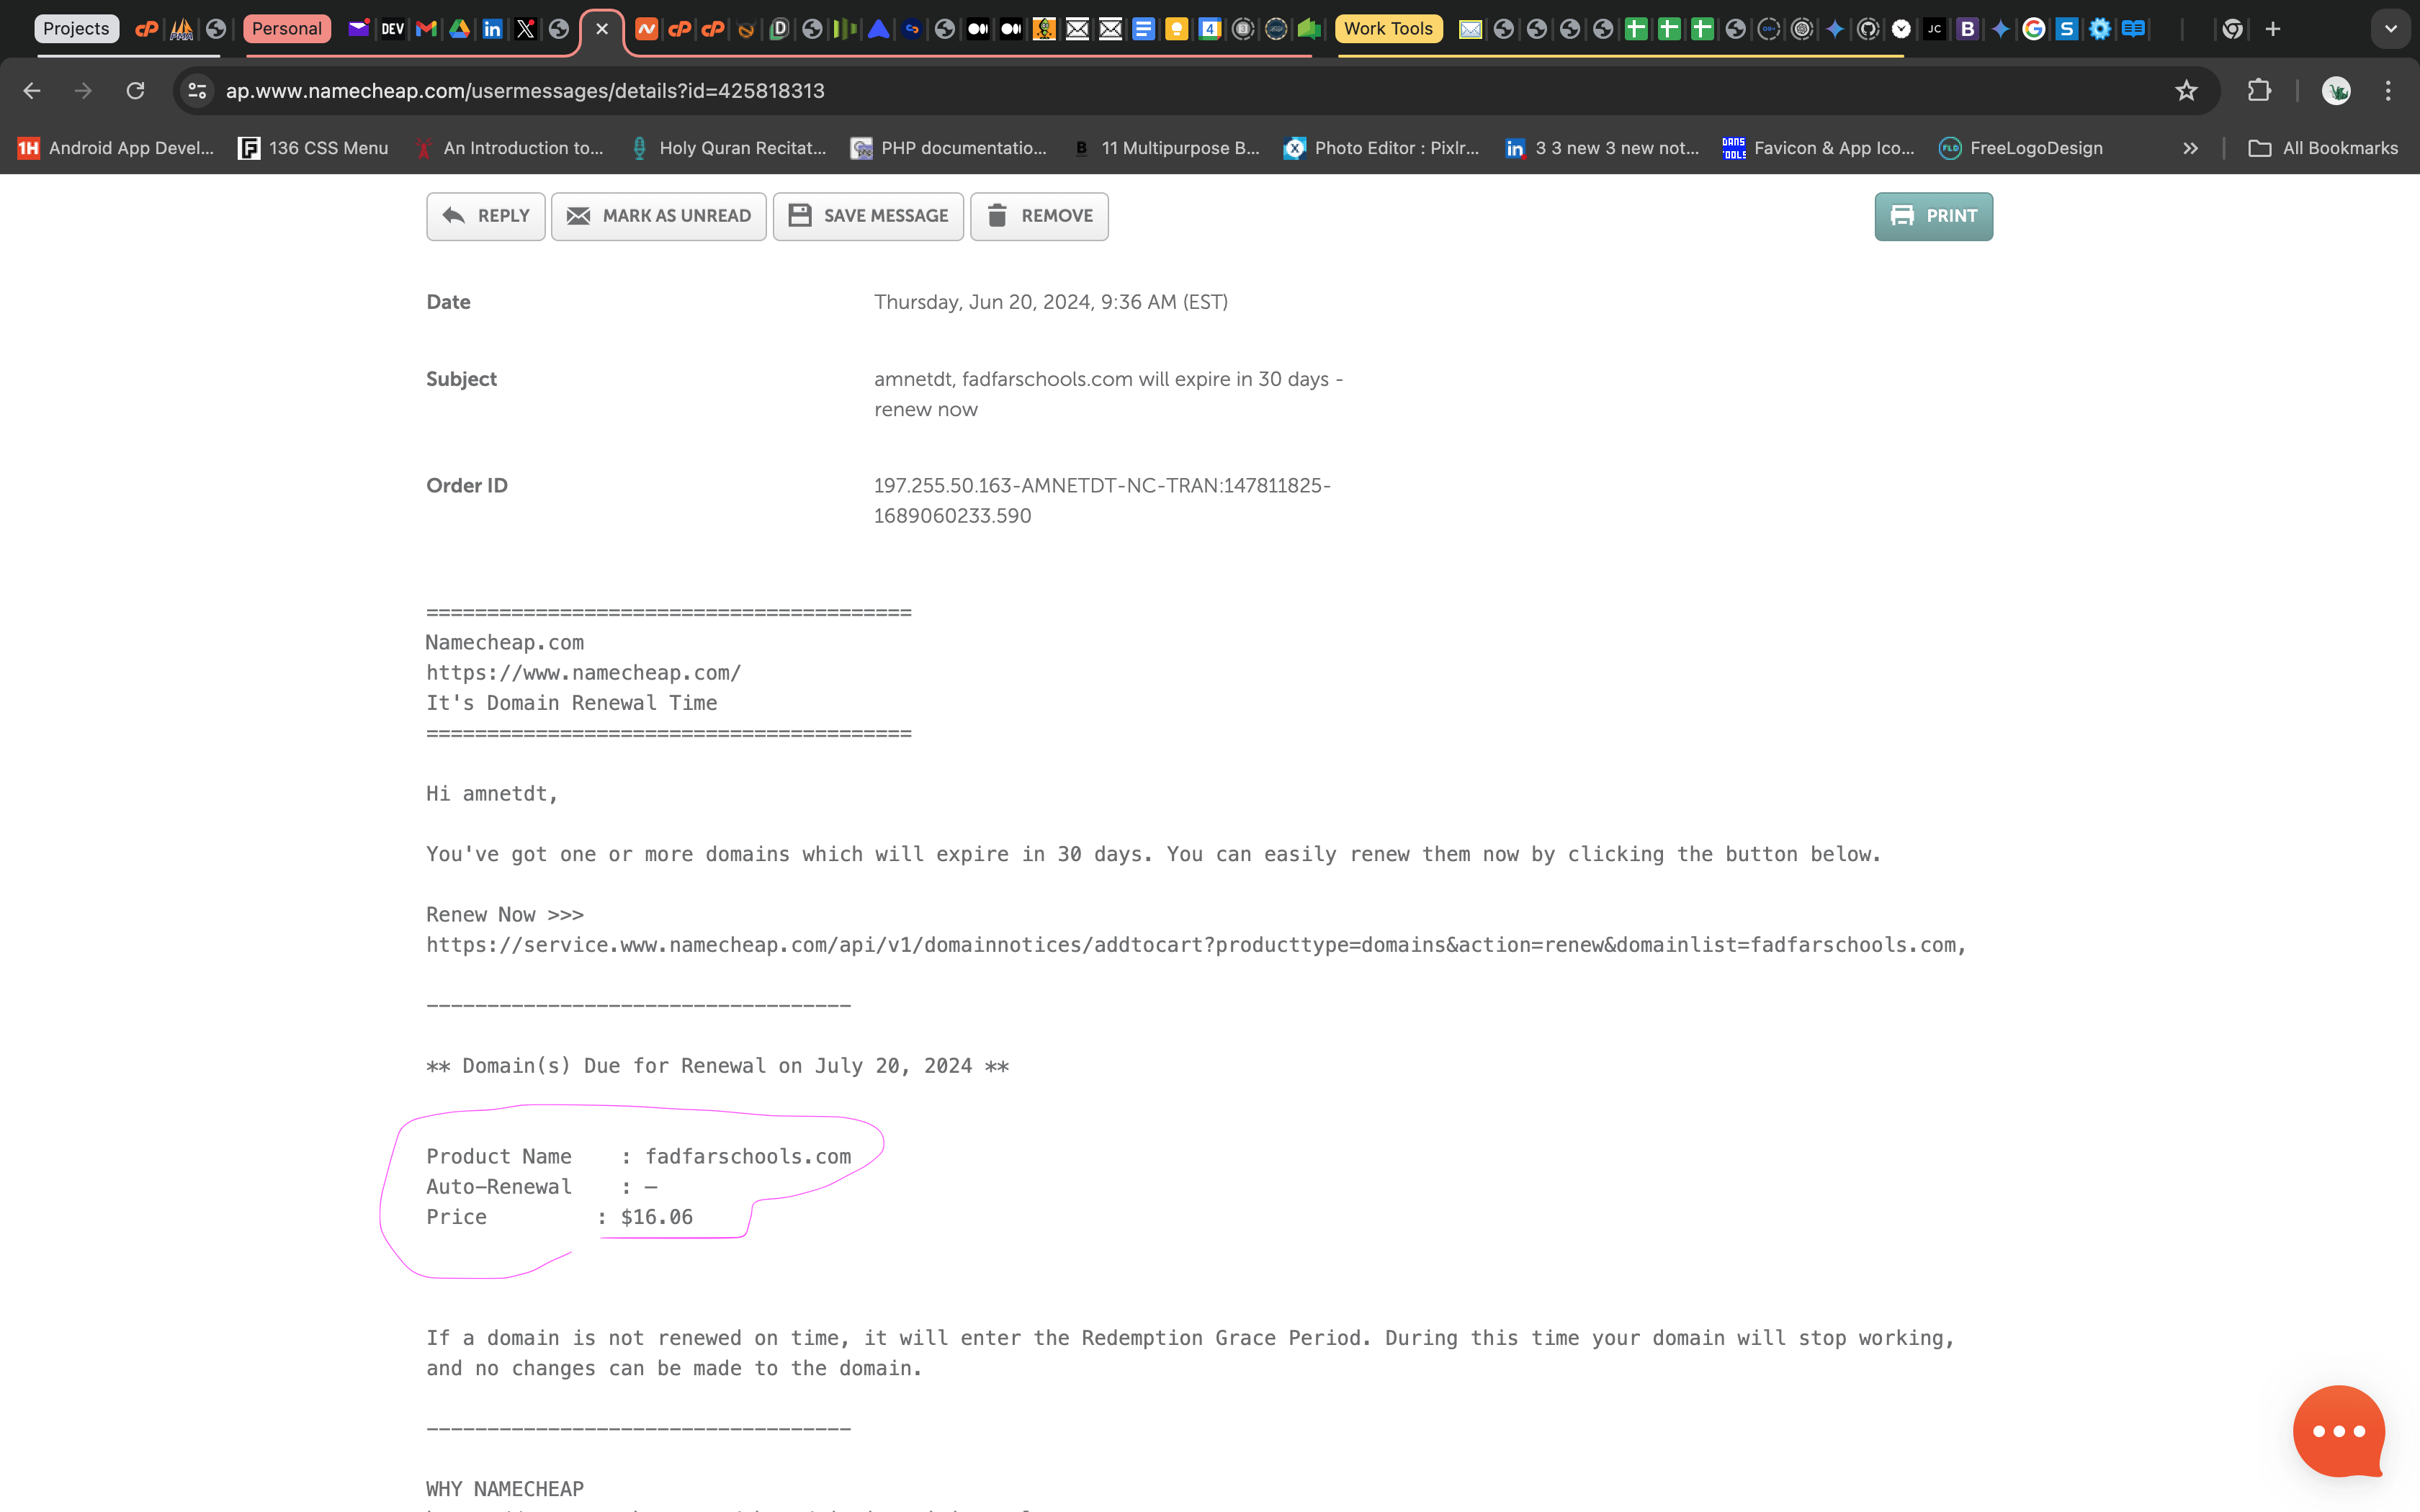 Projects
Personal
DEV
Work Tools
JC
ap.www.namecheap.com/usermessages/details?id=425818313
Android App Devel...
136 CSS Menu
An Introduction to...
Holy Quran Recitat...
PHP documentatio...
11 Multipurpose B...
Photo Editor : Pixlr...
3 3 new 3 new not...
Favicon & App Ico...
FreeLogoDesign
All Bookmarks
REPLY
MARK AS UNREAD
SAVE MESSAGE
REMOVE
PRINT
Date
Thursday, Jun 20, 2024, 9:36 AM (EST)
Subject
amnetdt, fadfarschools.com will expire in 30 days -
renew now
Order ID
197.255.50.163-AMNETDT-NC-TRAN:147811825-
1689060233.590
========================================
Namecheap.com
https://www.namecheap.com/
It's Domain Renewal Time
========================================
Hi amnetdt,
You've got one or more domains which will expire in 30 days. You can easily renew them now by clicking the button below.
Renew Now >>>
https://service.www.namecheap.com/api/v1/domainnotices/addtocart?producttype=domains&action=renew&domainlist=fadfarschools.com,
-----------------------------------
** Domain(s) Due for Renewal on July 20, 2024 **
Product Name    : fadfarschools.com
Auto-Renewal    : –
Price         : $16.06
If a domain is not renewed on time, it will enter the Redemption Grace Period. During this time your domain will stop working,
and no changes can be made to the domain.
-----------------------------------
WHY NAMECHEAP